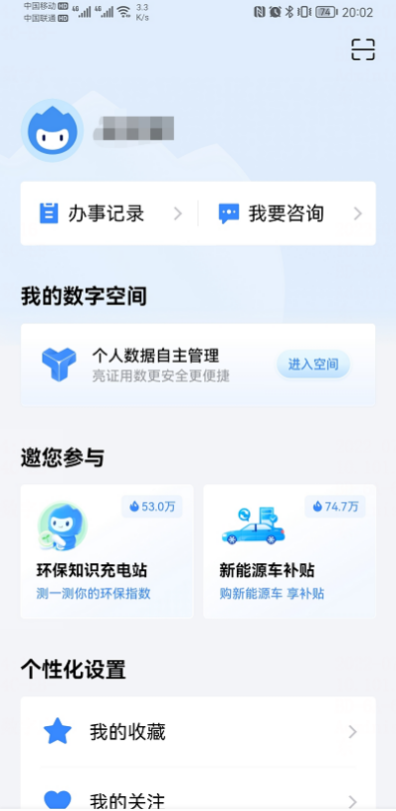 中国移动 HD 4G 4G 3.3 20:02
中国联通 HD K/s 74
办事记录 我要咨询
我的数字空间
个人数据自主管理
亮证用数更安全更便捷
进入空间
邀您参与
53.0万
环保知识充电站
测一测你的环保指数
74.7万
新能源车补贴
购新能源车 享补贴
个性化设置
我的收藏
我的关注